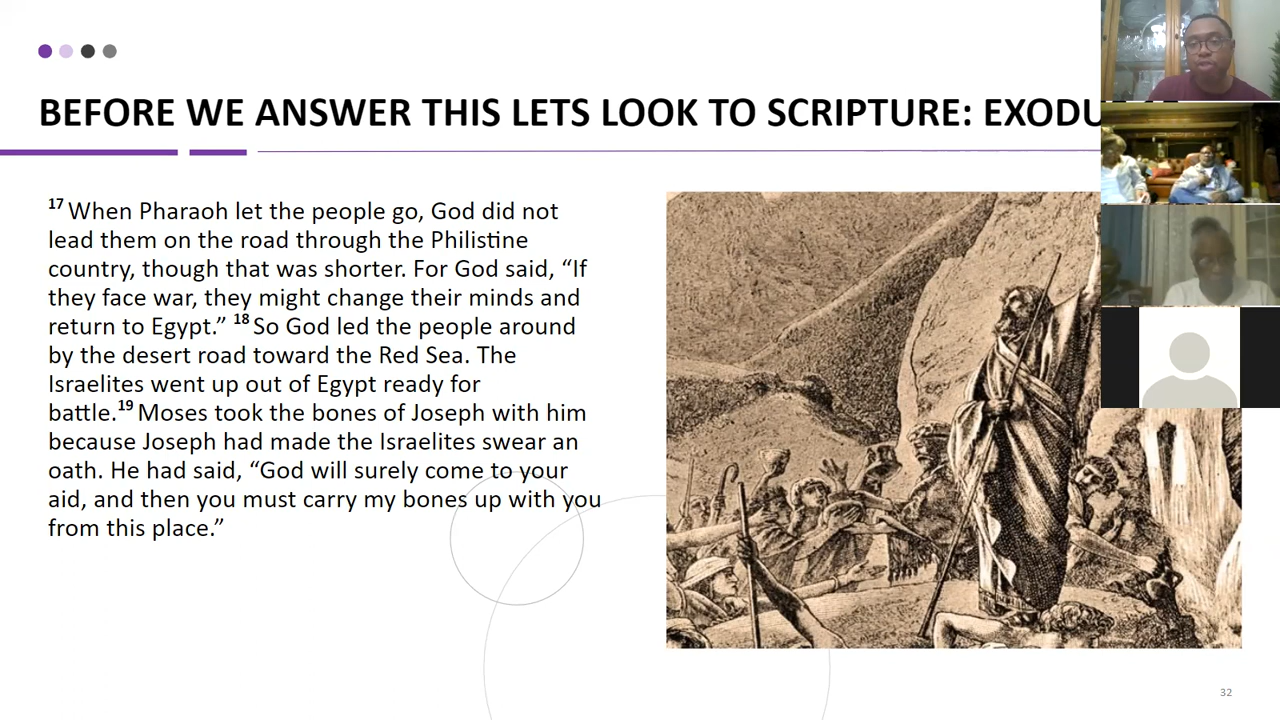 BEFORE WE ANSWER THIS LETS LOOK TO SCRIPTURE: EXODU
17 When Pharaoh let the people go, God did not
lead them on the road through the Philistine
country, though that was shorter. For God said, “If
they face war, they might change their minds and
return to Egypt.” 18 So God led the people around
by the desert road toward the Red Sea. The
Israelites went up out of Egypt ready for
battle.19 Moses took the bones of Joseph with him
because Joseph had made the Israelites swear an
oath. He had said, “God will surely come to your
aid, and then you must carry my bones up with you
from this place.”
32